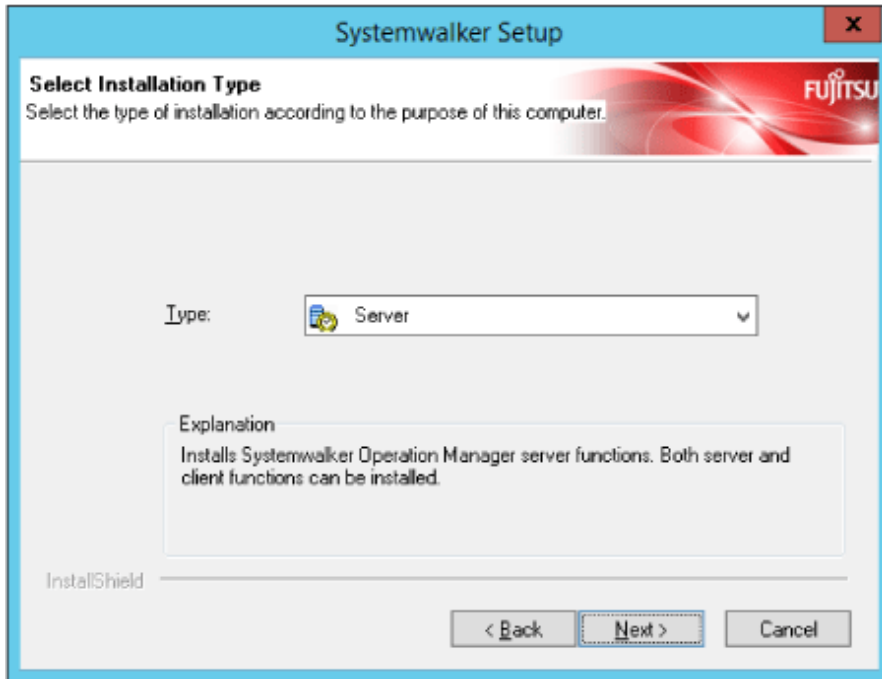 Systemwalker Setup
x
Select Installation Type
Select the type of installation according to the purpose of this computer.
FUJITSU
Type:
Server
Explanation
Installs Systemwalker Operation Manager server functions. Both server and
client functions can be installed.
InstallShield
< Back
Next >
Cancel